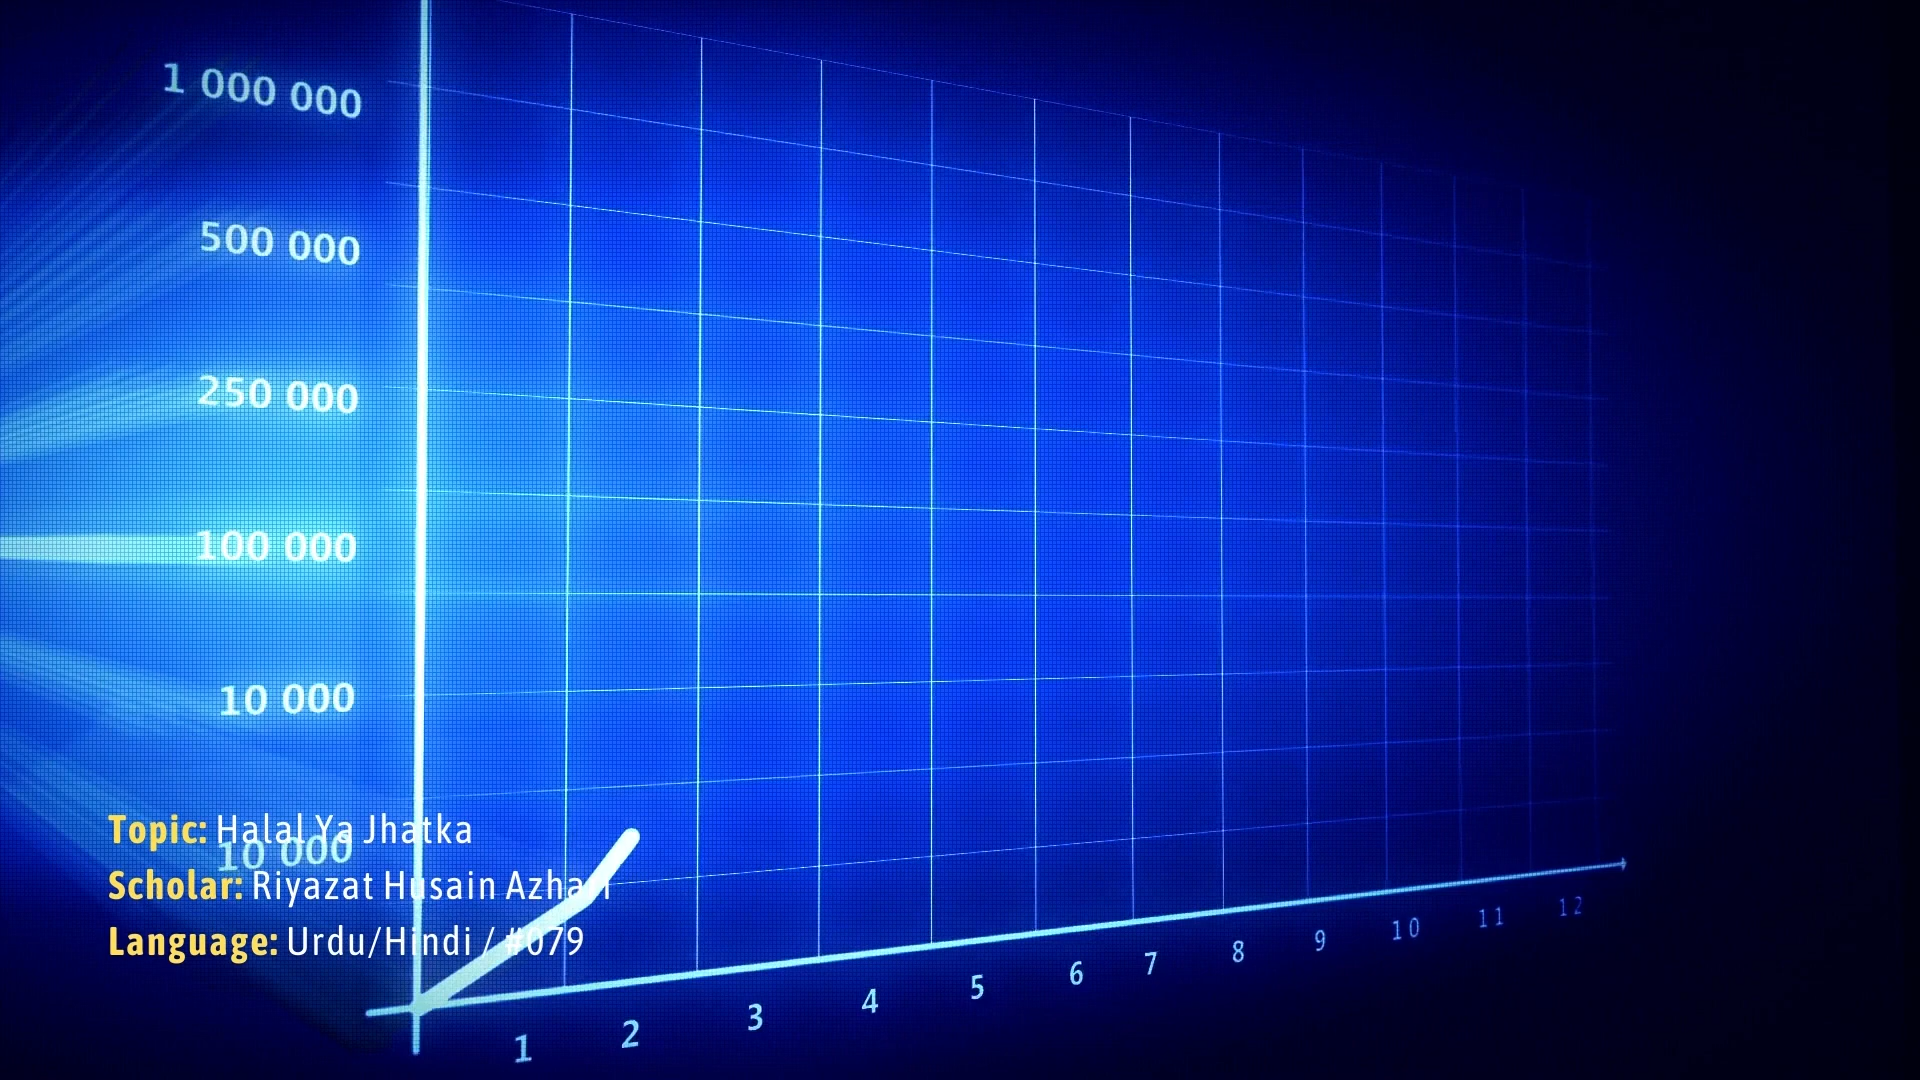 1 000 000
500 000
250 000
100 000
10 000
10 000
Topic: Halal Ya Jhatka
Scholar: Riyazat Husain Azhari
Language: Urdu/Hindi / #079
1 2 3 4 5 6 7 8 9 10 11 12